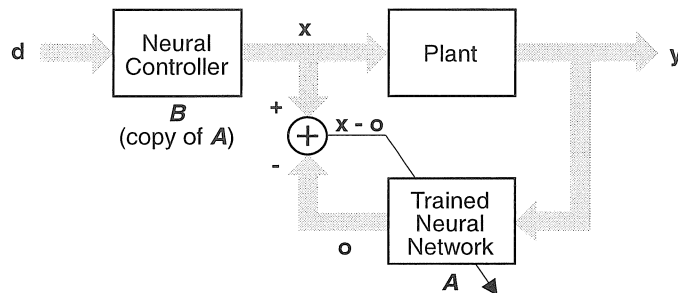 d
Neural
Controller
B
(copy of A)
x
Plant
y
+
+
-
x - o
o
Trained
Neural
Network
A